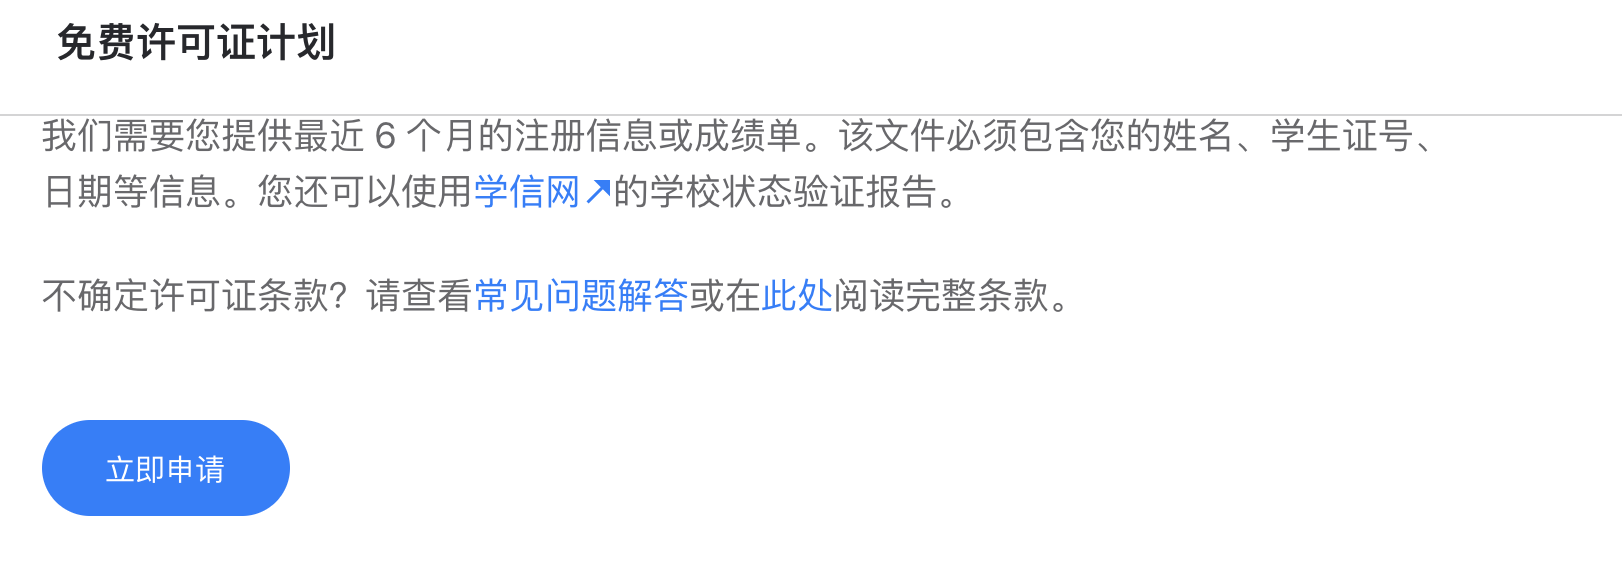 免费许可证计划
我们需要您提供最近 6 个月的注册信息或成绩单。该文件必须包含您的姓名、学生证号、
日期等信息。您还可以使用学信网的学校状态验证报告。
不确定许可证条款？请查看常见问题解答或在此处阅读完整条款。
立即申请